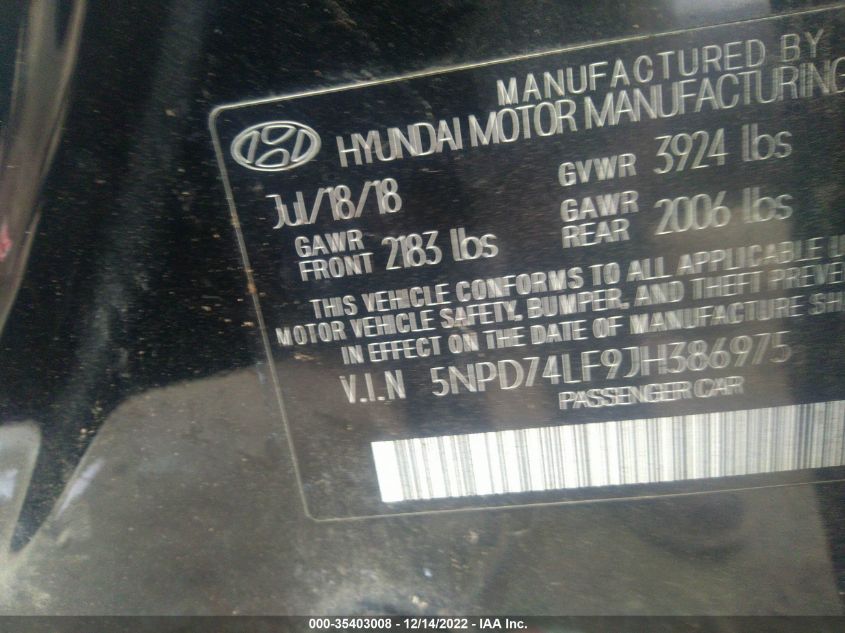 MANUFACTURED BY
HYUNDAI MOTOR MANUFACTURING
Jul/18/18 GVWR 3924 lbs
GAWR FRONT 2183 lbs GAWR REAR 2006 lbs
THIS VEHICLE CONFORMS TO ALL APPLICABLE U
MOTOR VEHICLE SAFETY, BUMPER, AND THEFT PREVE
IN EFFECT ON THE DATE OF MANUFACTURE SH
V.I.N 5NPD74LF9JH386975
PASSENGER CAR
000-35403008 - 12/14/2022 - IAA Inc.